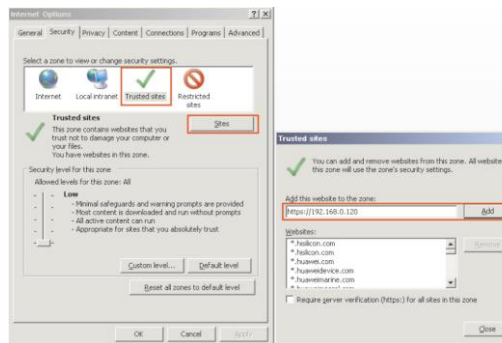 Internet Options
General Security Privacy Content Connections Programs Advanced
Select a zone to view or change security settings.
Internet Local intranet Trusted sites Restricted
sites
Trusted sites
Sites
This zone contains websites that you
trust not to damage your computer or
your files.
You have websites in this zone.
Security level for this zone
Allowed levels for this zone: All
Low
- Minimal safeguards and warning prompts are provided
- Most content is downloaded and run without prompts
- All active content can run
- Appropriate for sites that you absolutely trust
Custom level... Default level
Reset all zones to default level
OK Cancel Apply
Trusted sites
You can add and remove websites from this zone. All website
this zone will use the zone's security settings.
Add this website to the zone:
https://192.168.0.120 Add
Websites:
*.hisilicon.com Remove
*.hsilicon.com
*.huawei.com
*.huaweidevice.com
*.huaweimarine.com
Require server verification (https:) for all sites in this zone
Close